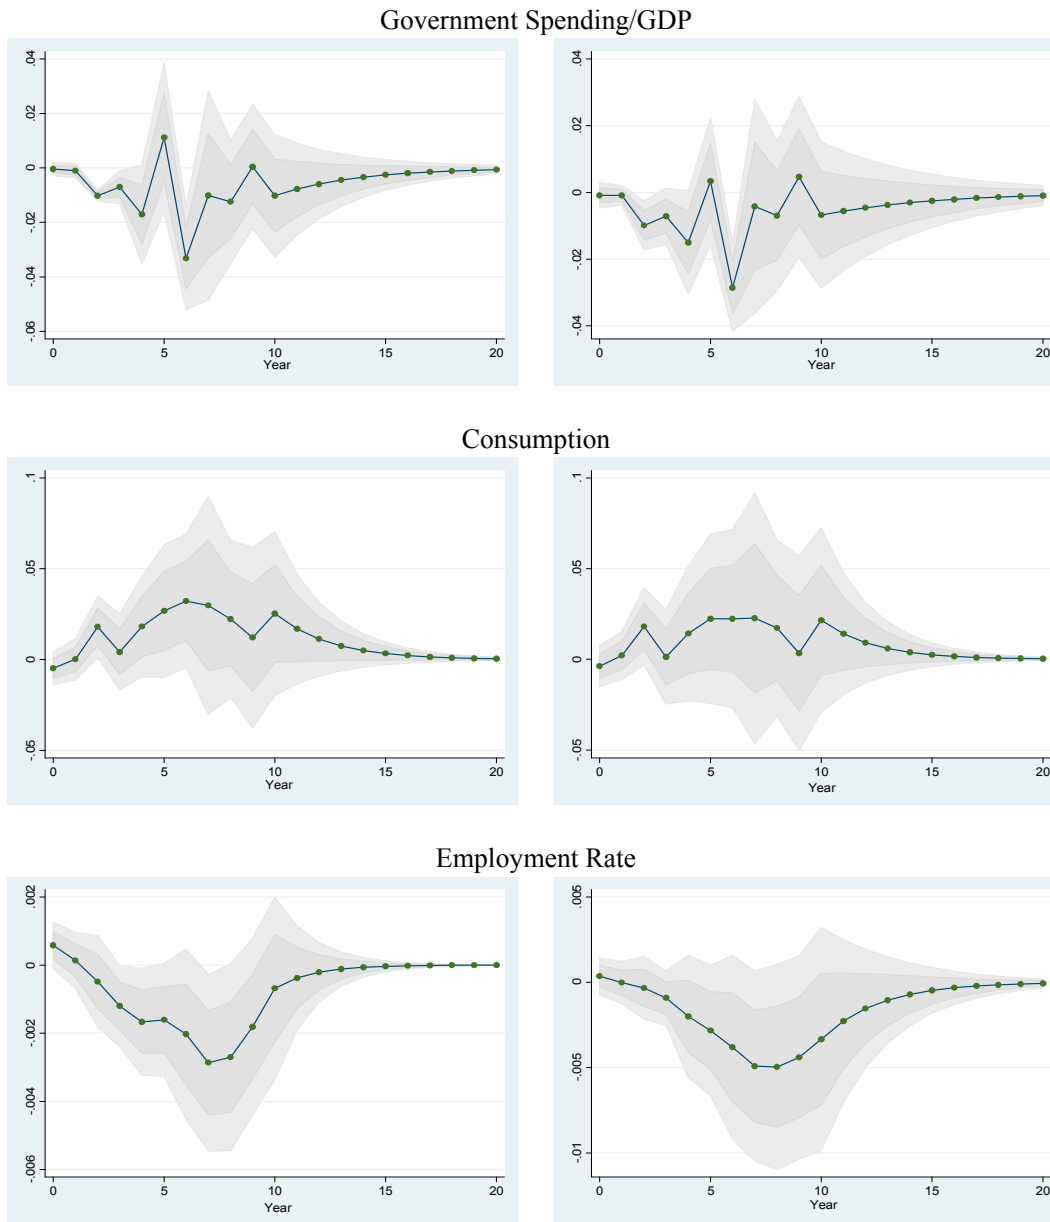 Government Spending/GDP
.04 .04
.02 .02
0 0
-.02 -.02
-.04 -.04
-.06
0 5 10 15 20 0 5 10 15 20
Year Year
Consumption
.1 .1
.05 .05
0 0
-.05 -.05
0 5 10 15 20 0 5 10 15 20
Year Year
Employment Rate
.002 .005
0 0
-.002 -.005
-.004 -.01
-.006
0 5 10 15 20 0 5 10 15 20
Year Year